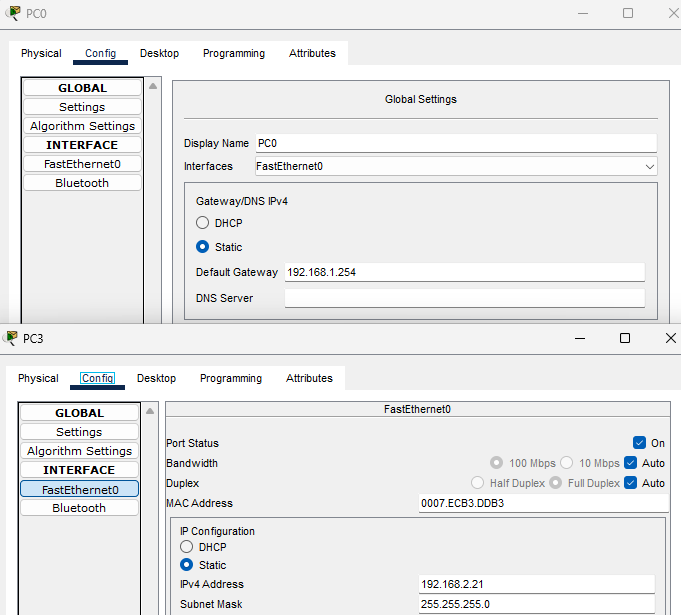 PC0
Physical Config Desktop Programming Attributes
GLOBAL
Settings
Algorithm Settings
INTERFACE
FastEthernet0
Bluetooth
Global Settings
Display Name PC0
Interfaces FastEthernet0
Gateway/DNS IPv4
DHCP
Static
Default Gateway 192.168.1.254
DNS Server
PC3
Physical Config Desktop Programming Attributes
GLOBAL
Settings
Algorithm Settings
INTERFACE
FastEthernet0
Bluetooth
FastEthernet0
Port Status On
Bandwidth 100 Mbps 10 Mbps Auto
Duplex Half Duplex Full Duplex Auto
MAC Address 0007.ECB3.DDB3
IP Configuration
DHCP
Static
IPv4 Address 192.168.2.21
Subnet Mask 255.255.255.0